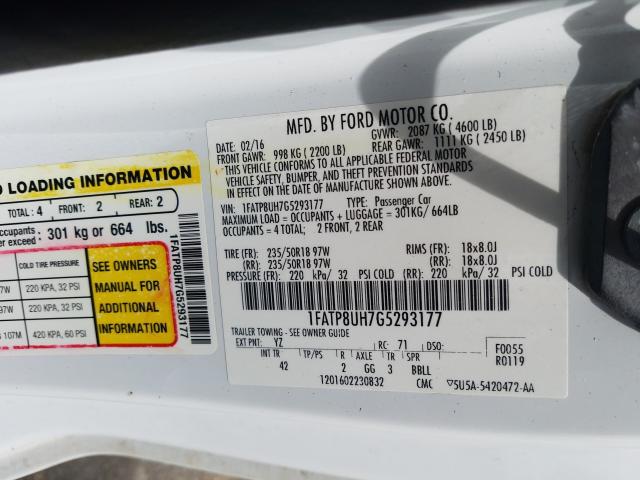 O LOADING INFORMATION
TOTAL: 4 FRONT: 2 REAR: 2
cupants
er exceed: 301 kg or 664 lbs.
COLD TIRE PRESSURE
7W 220 KPA, 32 PSI
97W 220 KPA, 32 PSI
107M 420 KPA, 60 PSI
SEE OWNERS
MANUAL FOR
ADDITIONAL
INFORMATION
1FATP8UH7G5293177
MFD. BY FORD MOTOR CO.
02/16 GVWR: 2087 KG (4600 LB)
FRONT GAWR: 998 KG (2200 LB) REAR GAWR: 1111 KG (2450 LB)
THIS VEHICLE CONFORMS TO ALL APPLICABLE FEDERAL MOTOR
VEHICLE SAFETY, BUMPER, AND THEFT PREVENTION STANDARDS
IN EFFECT ON THE DATE OF MANUFACTURE SHOWN ABOVE.
VIN: 1FATP8UH7G5293177 TYPE: Passenger Car
MAXIMUM LOAD = OCCUPANTS + LUGGAGE = 301KG/ 664LB
OCCUPANTS = 4 TOTAL: 2 FRONT, 2 REAR
TIRE (FR): 235/50R18 97W RIMS (FR): 18x8.0J
(RR): 235/50R18 97W (RR): 18x8.0J
PRESSURE (FR): 220 kPa/ 32 PSI COLD (RR): 220 kPa/ 32 PSI COLD
1FATP8UH7G5293177
TRAILER TOWING - SEE OWNER GUIDE
EXT PNT: YZ RC: 71 DSO: F0055
INT TR TP/PS R AXLE TR SPR R0119
42 2 GG 3 BBLL
1201602230832 CMC 5U5A-5420472-AA